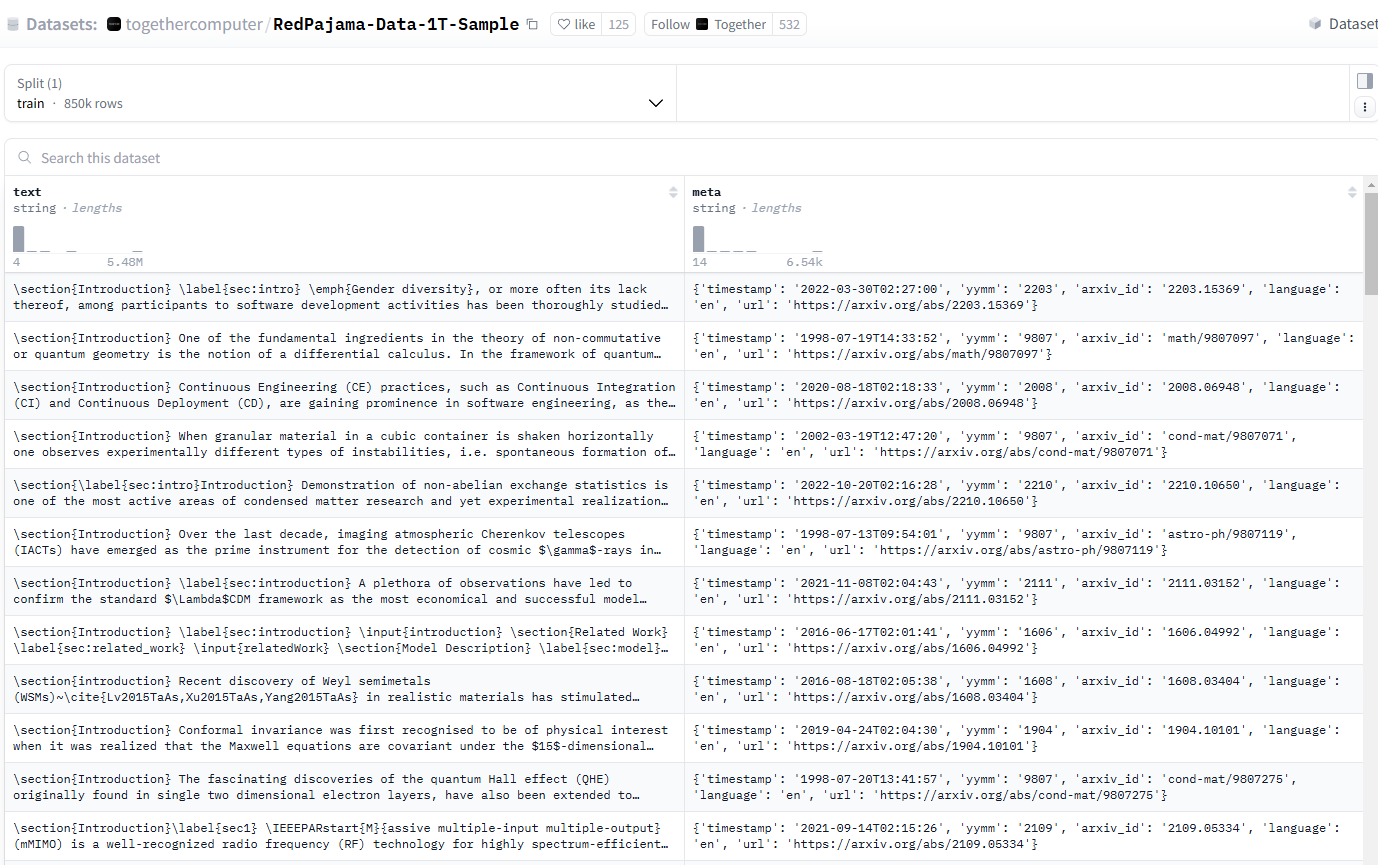 Datasets: togethercomputer/RedPajama-Data-1T-Sample like 125 Follow Together 532 Dataset
Split (1)
train · 850k rows
Search this dataset
text meta
string · lengths string · lengths
4 5.48M 14 6.54k
\section{Introduction} \label{sec:intro} \emph{Gender diversity}, or more often its lack
thereof, among participants to software development activities has been thoroughly studied…
{'timestamp': '2022-03-30T02:27:00', 'yymm': '2203', 'arxiv_id': '2203.15369', 'language':
'en', 'url': 'https://arxiv.org/abs/2203.15369'}
\section{Introduction} One of the fundamental ingredients in the theory of non-commutative
or quantum geometry is the notion of a differential calculus. In the framework of quantum…
{'timestamp': '1998-07-19T14:33:52', 'yymm': '9807', 'arxiv_id': 'math/9807097', 'language':
'en', 'url': 'https://arxiv.org/abs/math/9807097'}
\section{Introduction} Continuous Engineering (CE) practices, such as Continuous Integration
(CI) and Continuous Deployment (CD), are gaining prominence in software engineering, as the…
{'timestamp': '2020-08-18T02:18:33', 'yymm': '2008', 'arxiv_id': '2008.06948', 'language':
'en', 'url': 'https://arxiv.org/abs/2008.06948'}
\section{Introduction} When granular material in a cubic container is shaken horizontally
one observes experimentally different types of instabilities, i.e. spontaneous formation of…
{'timestamp': '2002-03-19T12:47:20', 'yymm': '9807', 'arxiv_id': 'cond-mat/9807071',
'language': 'en', 'url': 'https://arxiv.org/abs/cond-mat/9807071'}
\section{\label{sec:intro}Introduction} Demonstration of non-abelian exchange statistics is
one of the most active areas of condensed matter research and yet experimental realization…
{'timestamp': '2022-10-20T02:16:28', 'yymm': '2210', 'arxiv_id': '2210.10650', 'language':
'en', 'url': 'https://arxiv.org/abs/2210.10650'}
\section{Introduction} Over the last decade, imaging atmospheric Cherenkov telescopes
(IACTs) have emerged as the prime instrument for the detection of cosmic $\gamma$-rays in…
{'timestamp': '1998-07-13T09:54:01', 'yymm': '9807', 'arxiv_id': 'astro-ph/9807119',
'language': 'en', 'url': 'https://arxiv.org/abs/astro-ph/9807119'}
\section{Introduction} \label{sec:introduction} A plethora of observations have led to
confirm the standard $\Lambda$CDM framework as the most economical and successful model…
{'timestamp': '2021-11-08T02:04:43', 'yymm': '2111', 'arxiv_id': '2111.03152', 'language':
'en', 'url': 'https://arxiv.org/abs/2111.03152'}
\section{Introduction} \label{sec:introduction} \input{introduction} \section{Related Work}
\label{sec:related_work} \input{relatedWork} \section{Model Description} \label{sec:model}…
{'timestamp': '2016-06-17T02:01:41', 'yymm': '1606', 'arxiv_id': '1606.04992', 'language':
'en', 'url': 'https://arxiv.org/abs/1606.04992'}
\section{introduction} Recent discovery of Weyl semimetals
(WSMs)~\cite{Lv2015TaAs,Xu2015TaAs,Yang2015TaAs} in realistic materials has stimulated…
{'timestamp': '2016-08-18T02:05:38', 'yymm': '1608', 'arxiv_id': '1608.03404', 'language':
'en', 'url': 'https://arxiv.org/abs/1608.03404'}
\section{Introduction} Conformal invariance was first recognised to be of physical interest
when it was realized that the Maxwell equations are covariant under the $15$-dimensional…
{'timestamp': '2019-04-24T02:04:30', 'yymm': '1904', 'arxiv_id': '1904.10101', 'language':
'en', 'url': 'https://arxiv.org/abs/1904.10101'}
\section{Introduction} The fascinating discoveries of the quantum Hall effect (QHE)
originally found in single two dimensional electron layers, have also been extended to…
{'timestamp': '1998-07-20T13:41:57', 'yymm': '9807', 'arxiv_id': 'cond-mat/9807275',
'language': 'en', 'url': 'https://arxiv.org/abs/cond-mat/9807275'}
\section{Introduction}\label{sec1} \IEEEPARstart{M}{assive multiple-input multiple-output}
(mMIMO) is a well-recognized radio frequency (RF) technology for highly spectrum-efficient…
{'timestamp': '2021-09-14T02:15:26', 'yymm': '2109', 'arxiv_id': '2109.05334', 'language':
'en', 'url': 'https://arxiv.org/abs/2109.05334'}